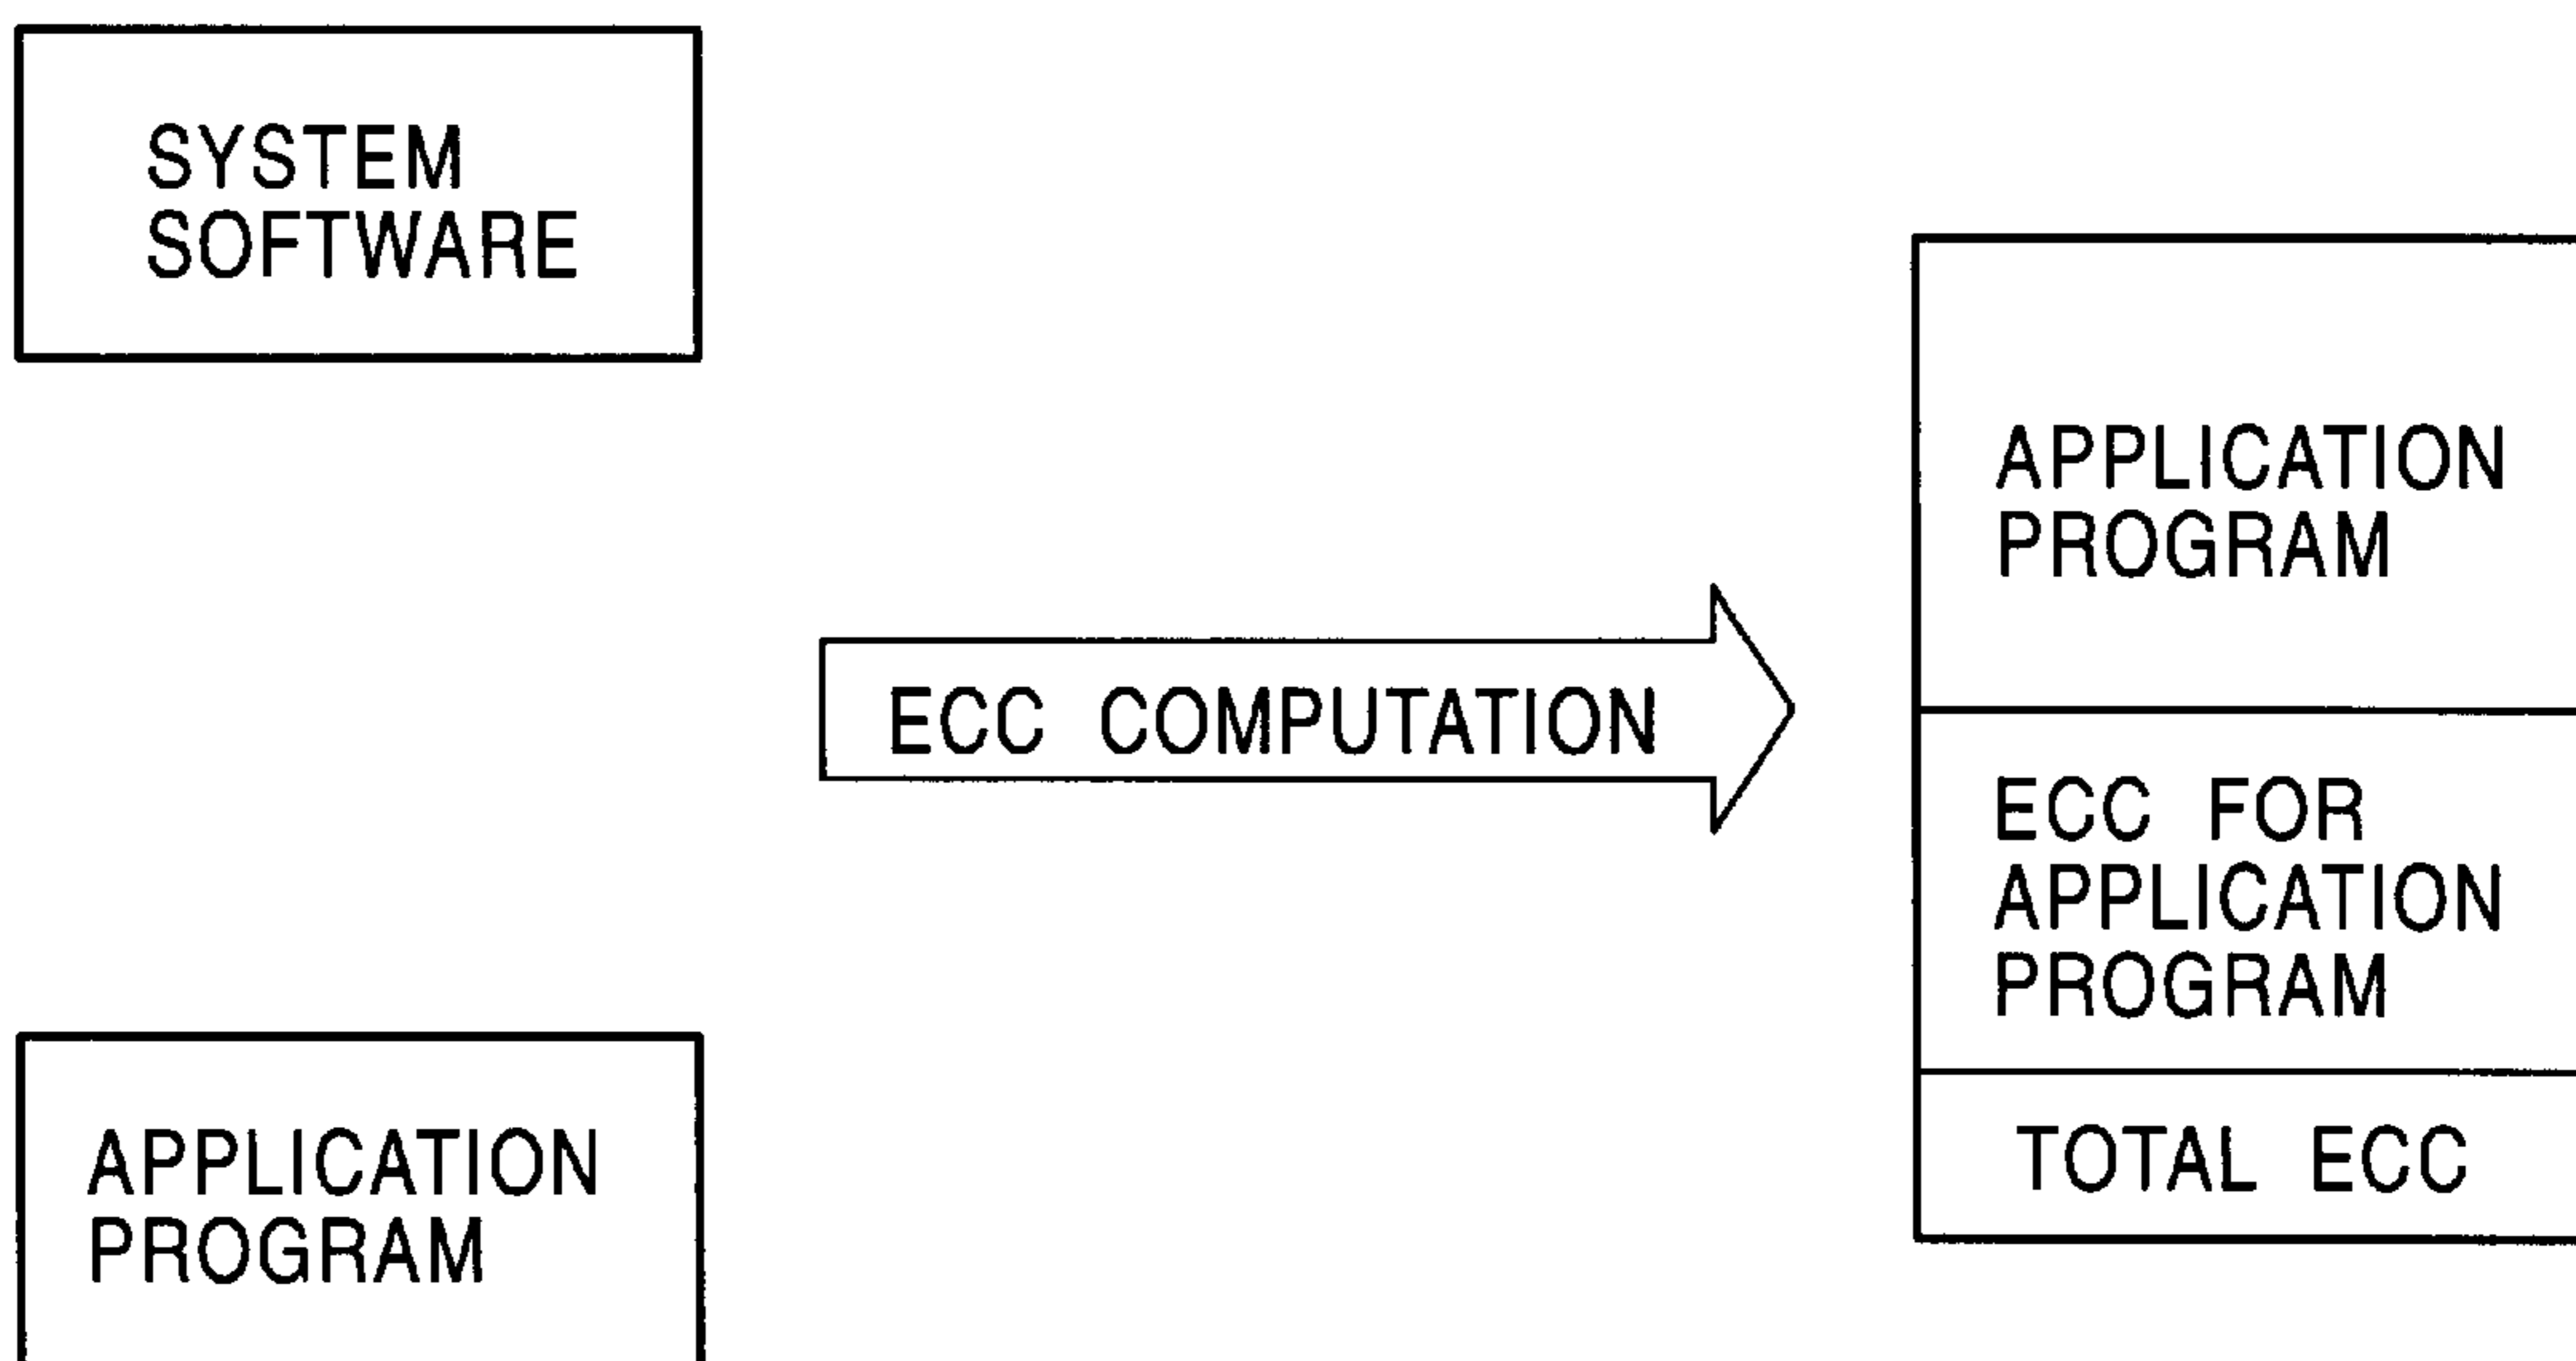 SYSTEM
SOFTWARE
APPLICATION
PROGRAM
ECC COMPUTATION
APPLICATION
PROGRAM
ECC FOR
APPLICATION
PROGRAM
TOTAL ECC